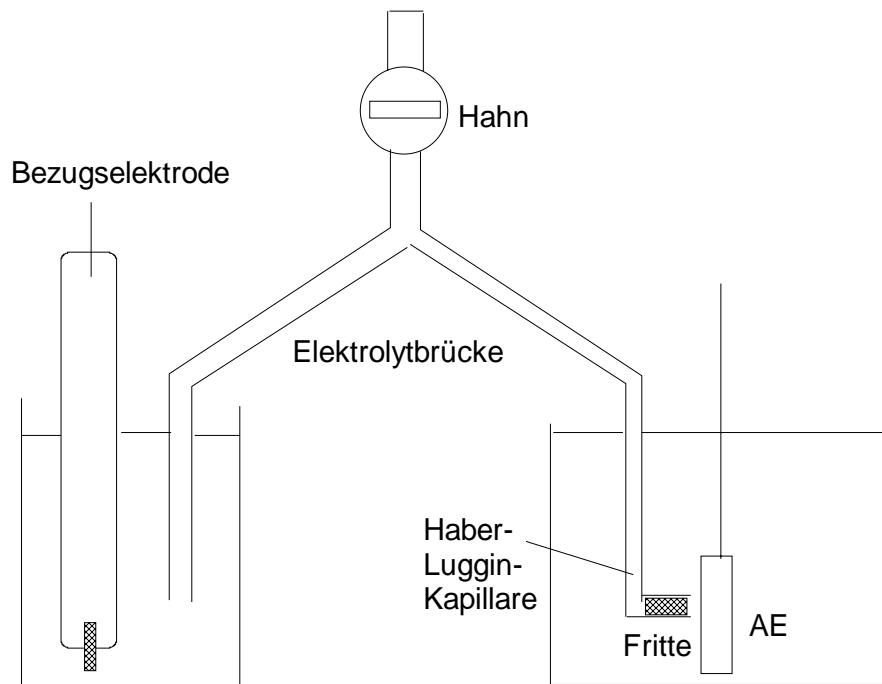 Hahn
Bezugselektrode
Elektrolytbrücke
Haber-
Luggin-
Kapillare
Fritte
AE